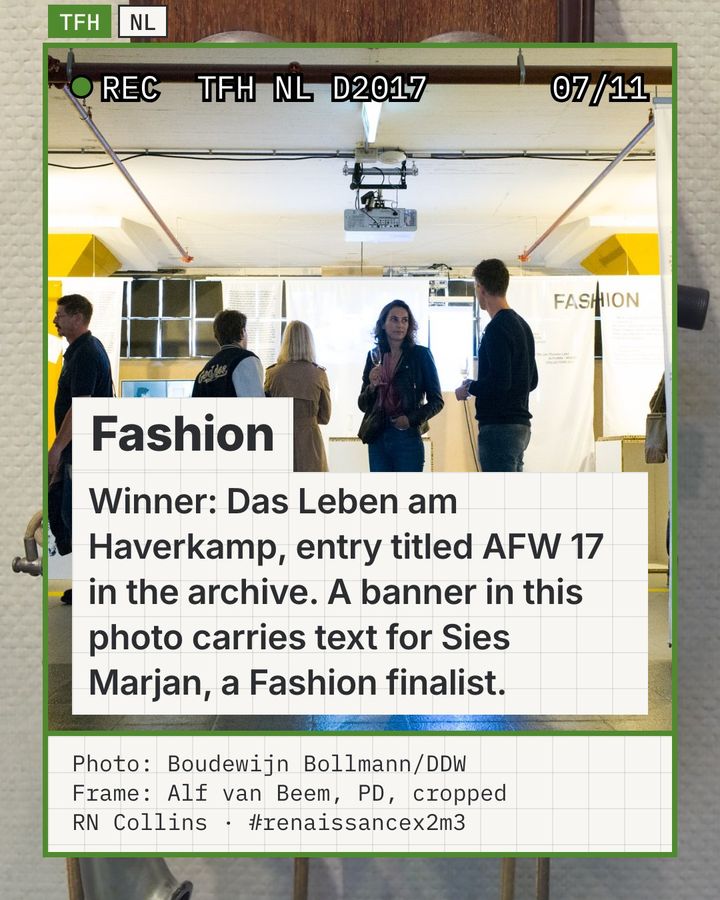 TFH NL
REC TFH NL D2017 07/11
FASHION
Fashion
Winner: Das Leben am
Haverkamp, entry titled AFW 17
in the archive. A banner in this
photo carries text for Sies
Marjan, a Fashion finalist.
Photo: Boudewijn Bollmann/DDW
Frame: Alf van Beem, PD, cropped
RN Collins · #renaissancex2m3